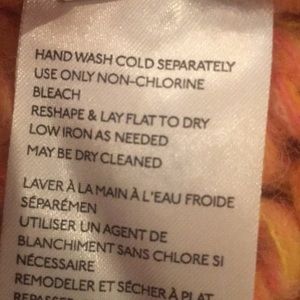 HAND WASH COLD SEPARATELY
USE ONLY NON-CHLORINE
BLEACH
RESHAPE & LAY FLAT TO DRY
LOW IRON AS NEEDED
MAY BE DRY CLEANED
LAVER À LA MAIN À L'EAU FROIDE
SÉPARÉMEN
UTILISER UN AGENT DE
BLANCHIMENT SANS CHLORE SI
NÉCESSAIRE
REMODELER ET SÉCHER À PLAT
REPASSER